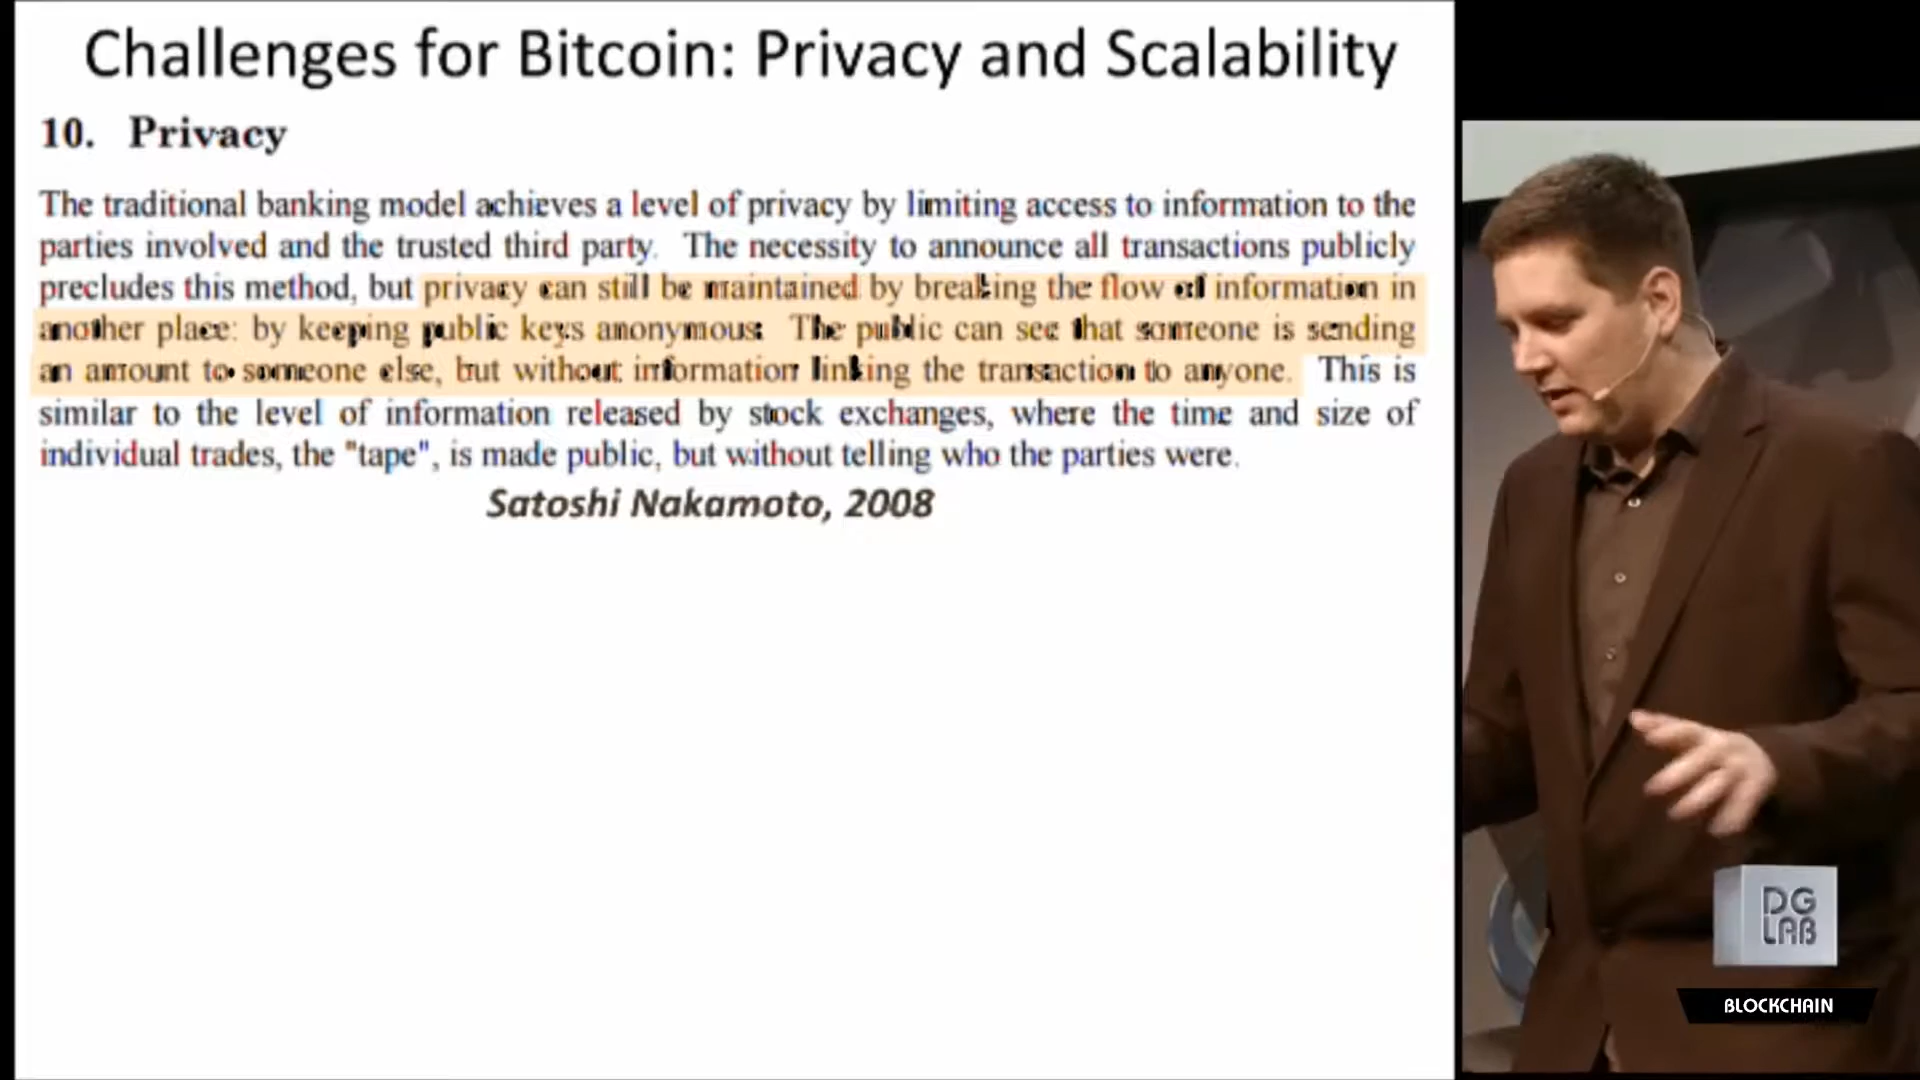 Challenges for Bitcoin: Privacy and Scalability
10. Privacy
The traditional banking model achieves a level of privacy by limiting access to information to the
parties involved and the trusted third party. The necessity to announce all transactions publicly
precludes this method, but privacy can still be maintained by breaking the flow of information in
another place: by keeping public keys anonymous. The public can see that someone is sending
an amount to someone else, but without information linking the transaction to anyone. This is
similar to the level of information released by stock exchanges, where the time and size of
individual trades, the "tape", is made public, but without telling who the parties were.
Satoshi Nakamoto, 2008
DG
LAB
BLOCKCHAIN